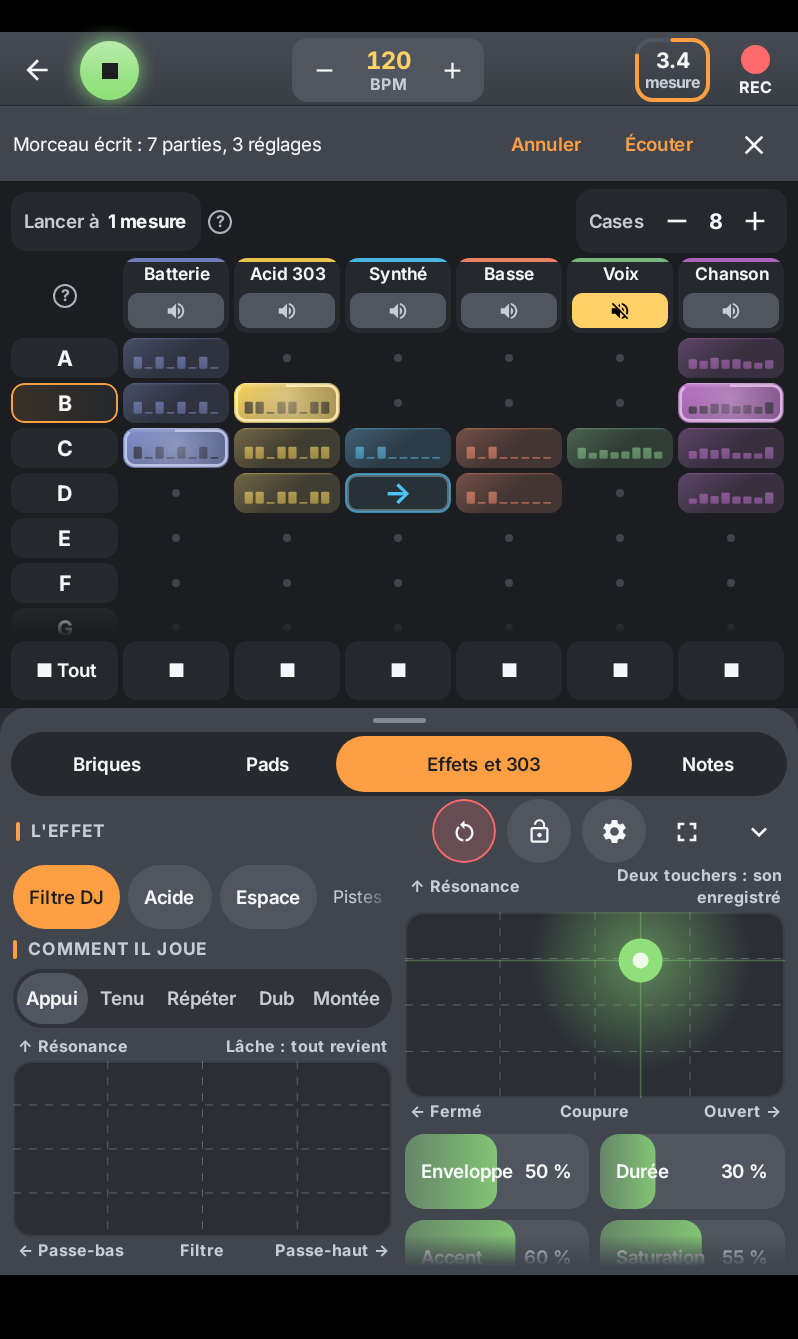 120
BPM
3.4
mesure
REC
Morceau écrit : 7 parties, 3 réglages
Annuler
Écouter
Lancer à 1 mesure
?
Cases
8
?
Batterie
Acid 303
Synthé
Basse
Voix
Chanson
A
B
C
D
E
F
G
Tout
Briques
Pads
Effets et 303
Notes
L'EFFET
Filtre DJ
Acide
Espace
Pistes
COMMENT IL JOUE
Appui
Tenu
Répéter
Dub
Montée
↑ Résonance
Lâche : tout revient
← Passe-bas
Filtre
Passe-haut →
↑ Résonance
Deux touchers : son
enregistré
← Fermé
Coupure
Ouvert →
Enveloppe 50 %
Durée 30 %
Accent 60 %
Saturation 55 %